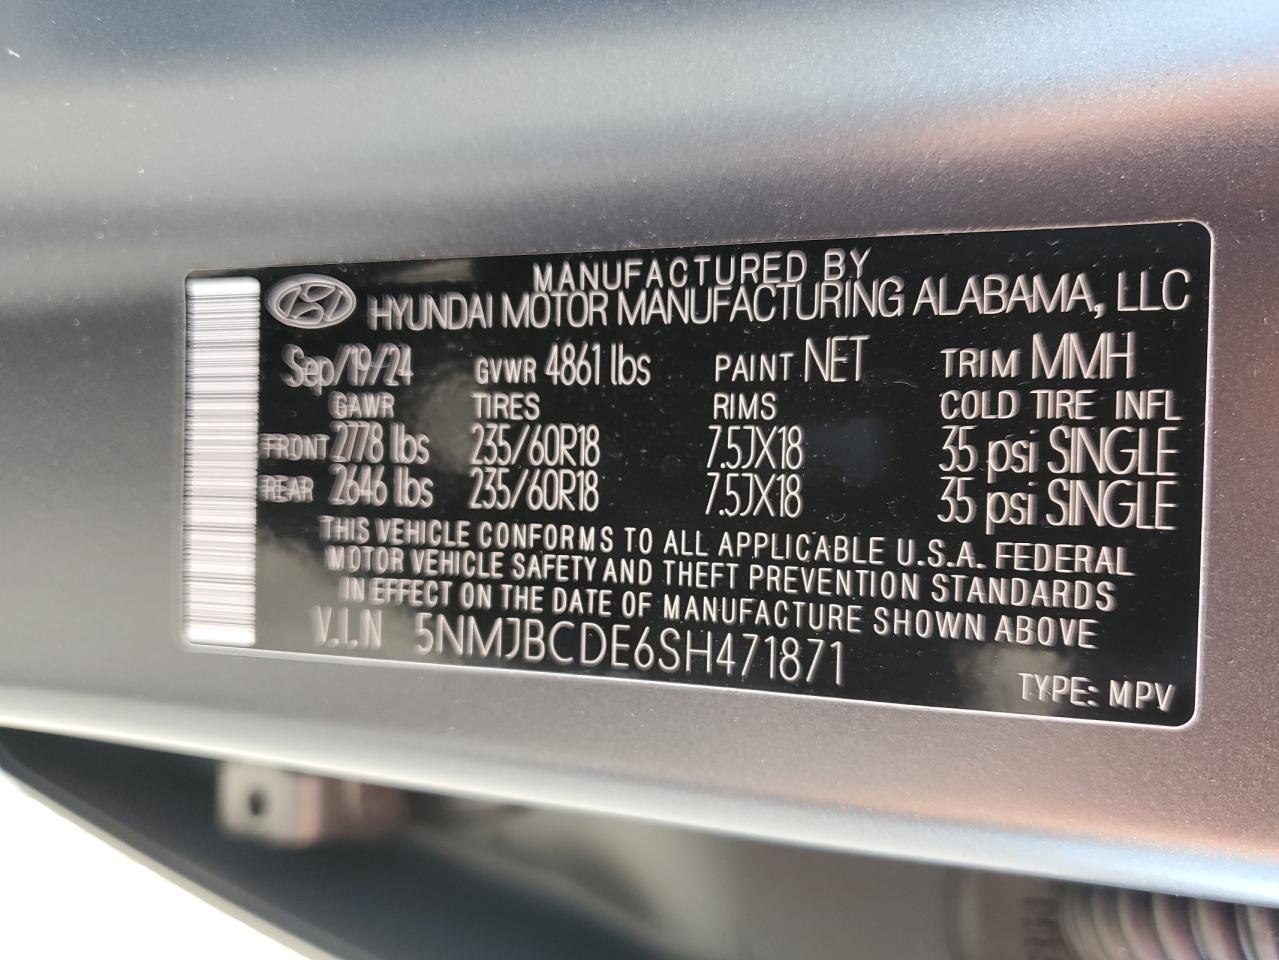 MANUFACTURED BY
HYUNDAI MOTOR MANUFACTURING ALABAMA, LLC
Sep/19/24 GVWR 4861 lbs PAINT NET TRIM MMH
GAWR TIRES RIMS COLD TIRE INFL
FRONT 2778 lbs 235/60R18 7.5JX18 35 psi SINGLE
REAR 2646 lbs 235/60R18 7.5JX18 35 psi SINGLE
THIS VEHICLE CONFORMS TO ALL APPLICABLE U.S.A. FEDERAL
MOTOR VEHICLE SAFETY AND THEFT PREVENTION STANDARDS
IN EFFECT ON THE DATE OF MANUFACTURE SHOWN ABOVE
V.I.N 5NMJBCDE6SH471871
TYPE: MPV